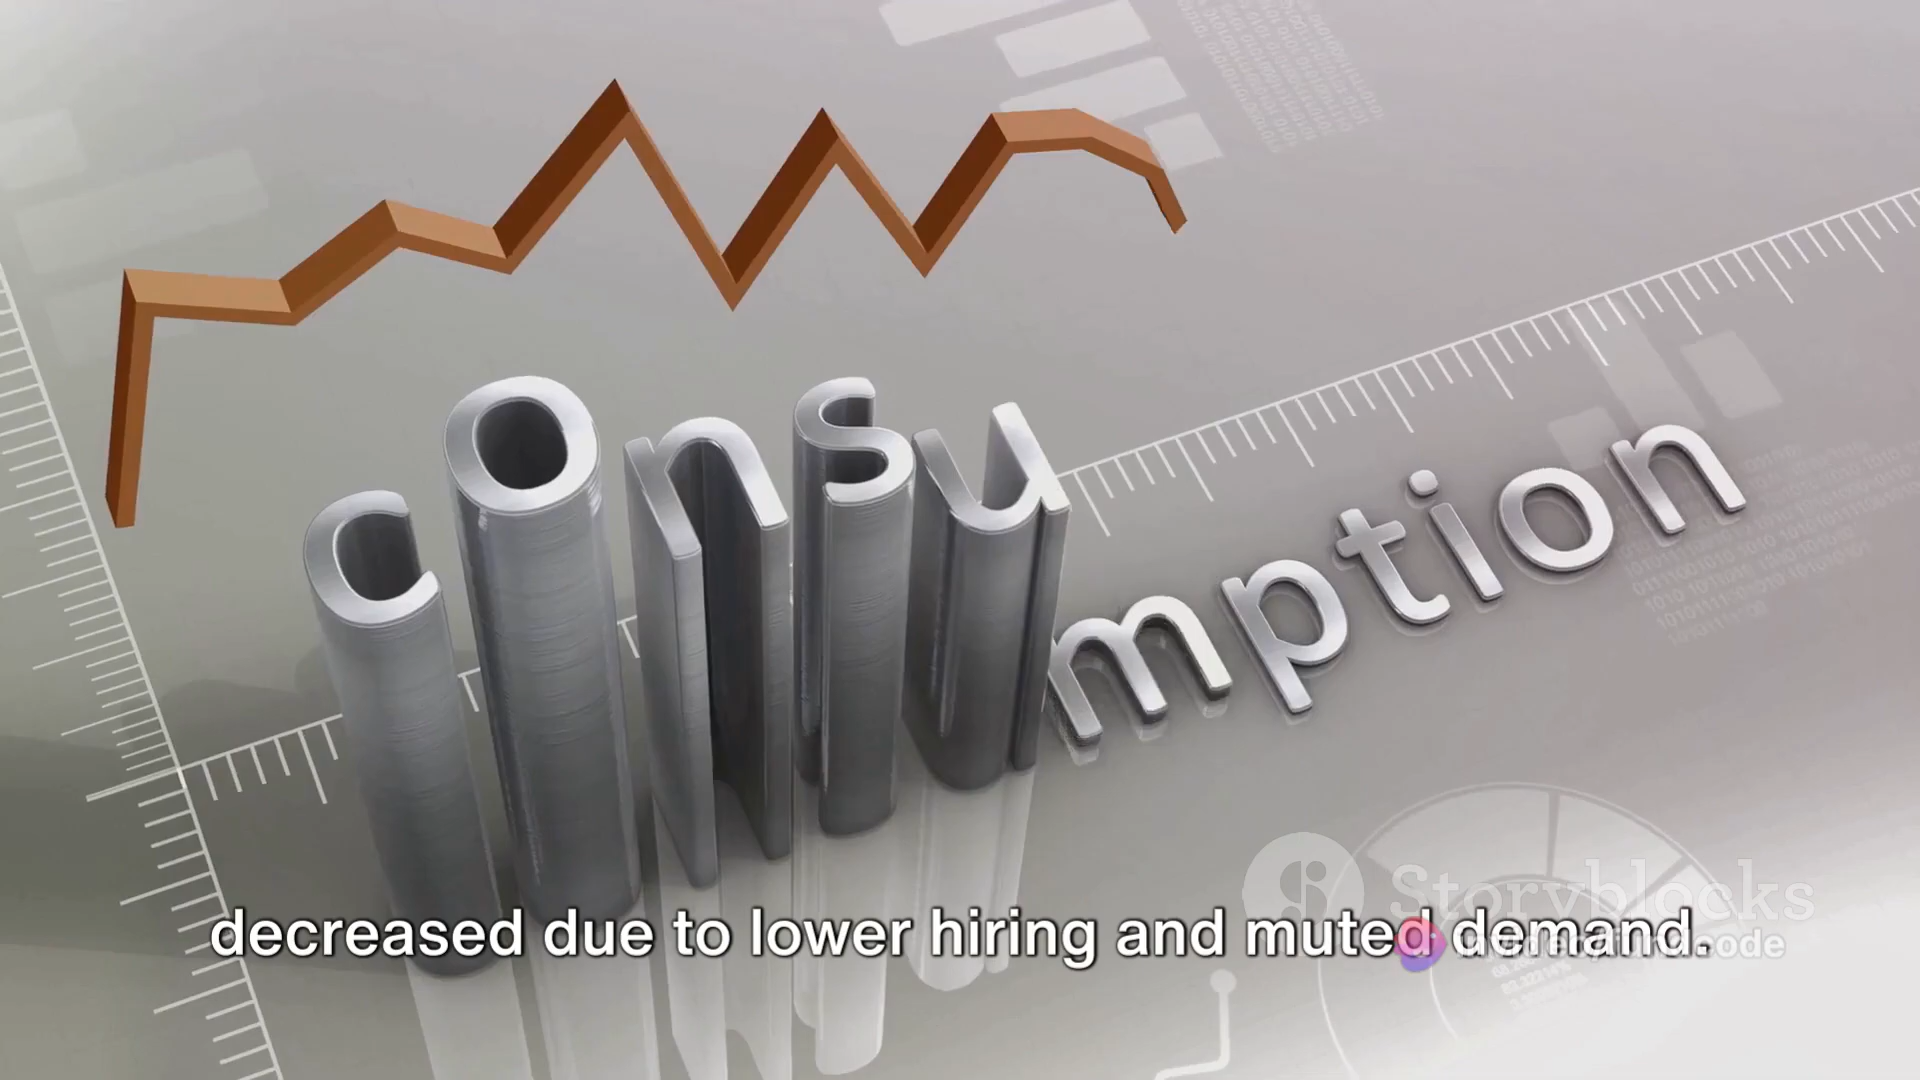 consumption
Storyblocks
decreased due to lower hiring and muted demand.